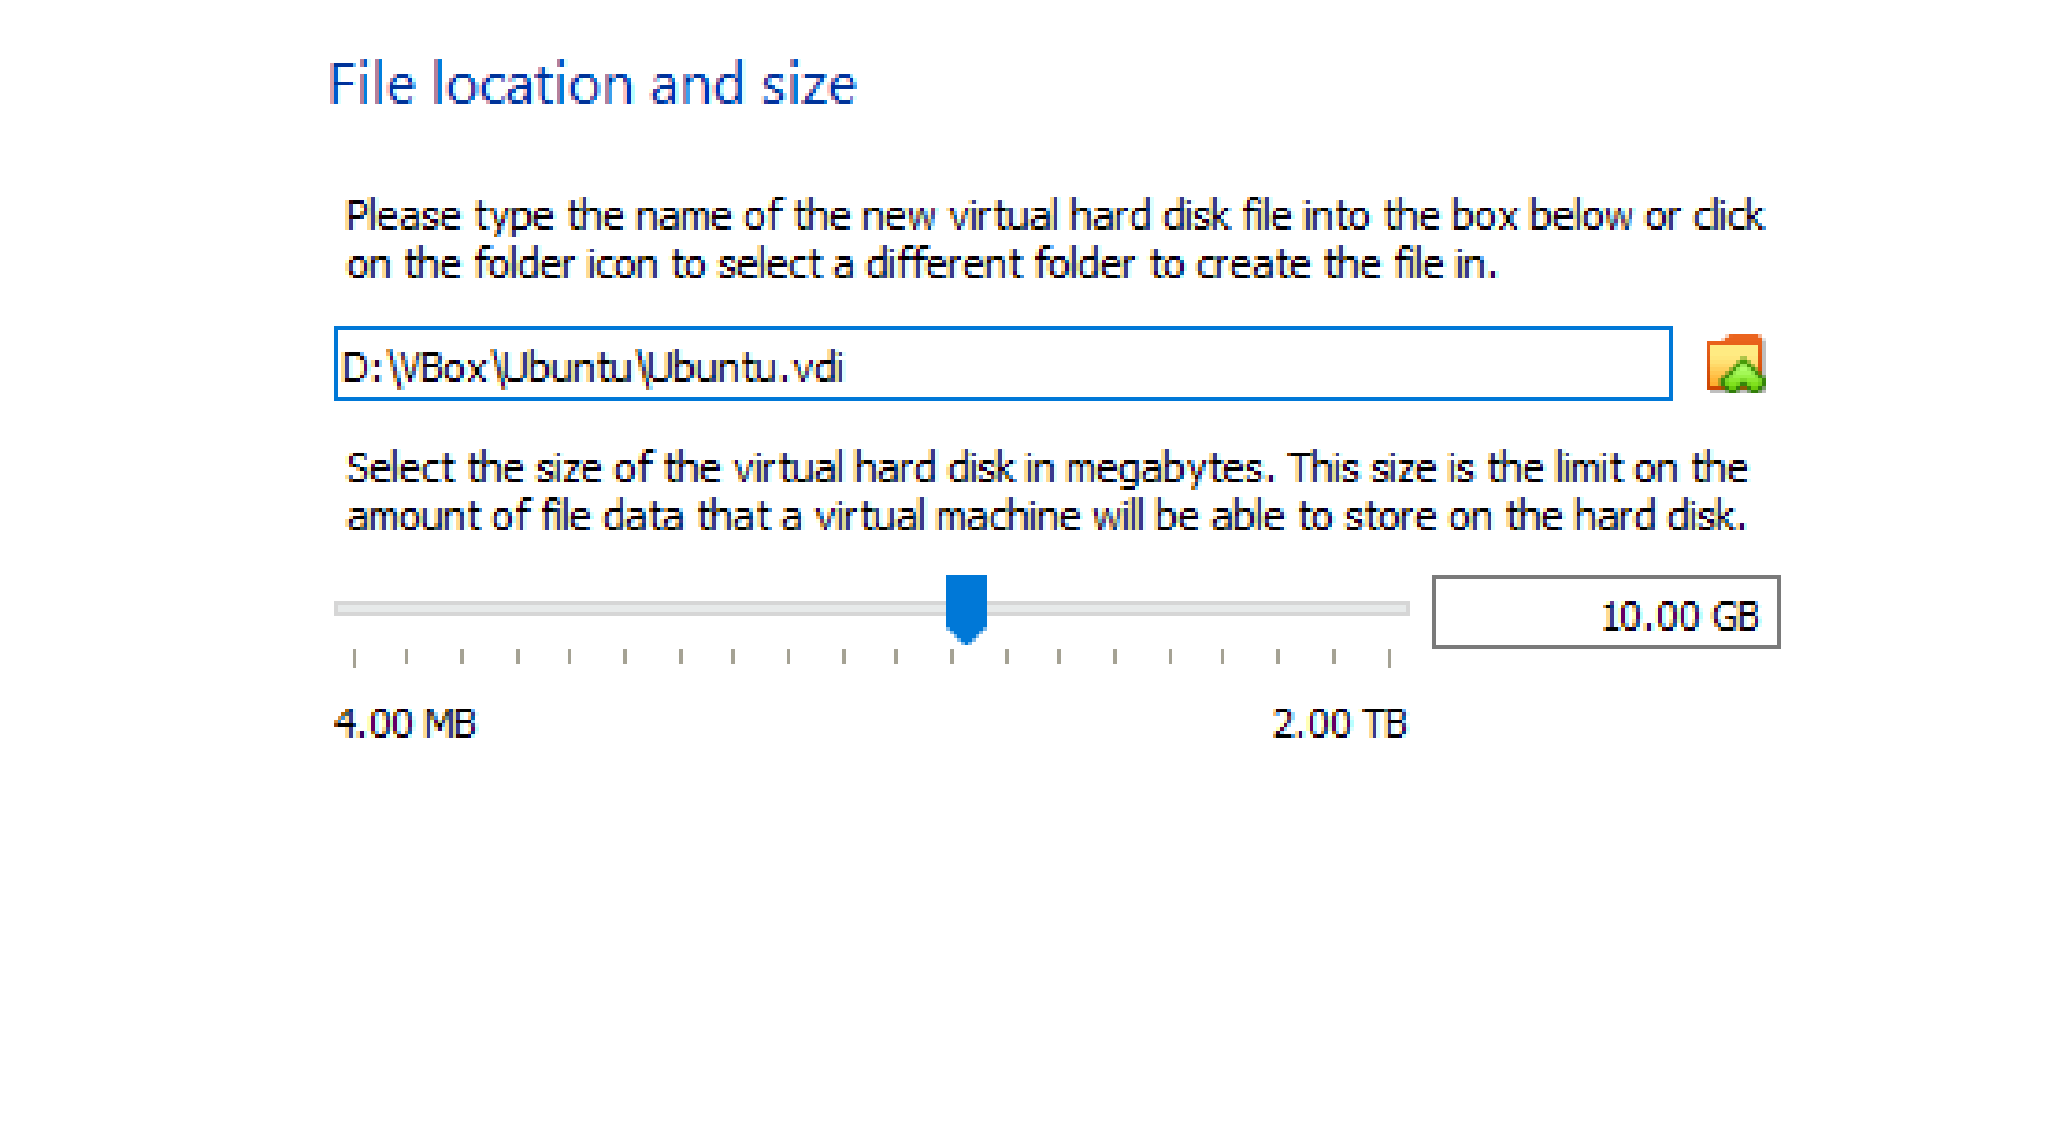 File location and size
Please type the name of the new virtual hard disk file into the box below or click
on the folder icon to select a different folder to create the file in.
D:\VBox\Ubuntu\Ubuntu.vdi
Select the size of the virtual hard disk in megabytes. This size is the limit on the
amount of file data that a virtual machine will be able to store on the hard disk.
10.00 GB
4.00 MB 2.00 TB